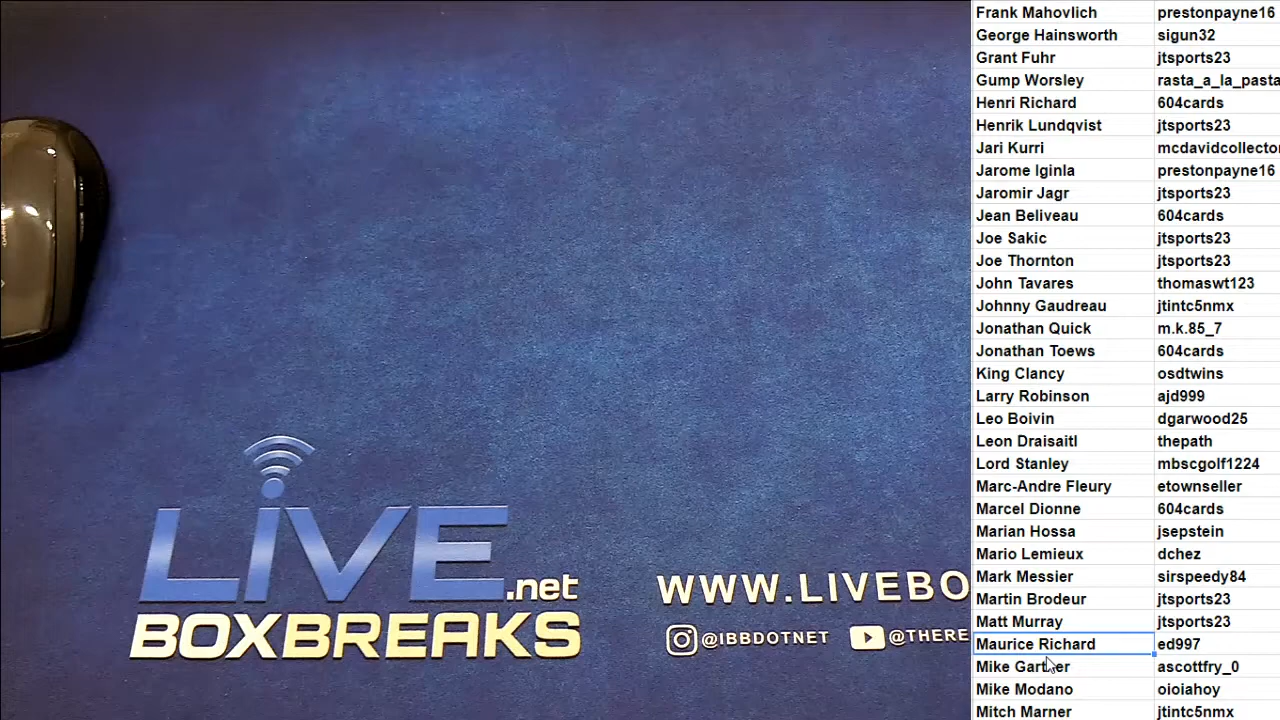 Frank Mahovlich prestonpayne16
George Hainsworth sigun32
Grant Fuhr jtsports23
Gump Worsley rasta_a_la_pasta
Henri Richard 604cards
Henrik Lundqvist jtsports23
Jari Kurri mcdavidcollector
Jarome Iginla prestonpayne16
Jaromir Jagr jtsports23
Jean Beliveau 604cards
Joe Sakic jtsports23
Joe Thornton jtsports23
John Tavares thomaswt123
Johnny Gaudreau jtintc5nmx
Jonathan Quick m.k.85_7
Jonathan Toews 604cards
King Clancy osdtwins
Larry Robinson ajd999
Leo Boivin dgarwood25
Leon Draisaitl thepath
Lord Stanley mbscgolf1224
Marc-Andre Fleury etownseller
Marcel Dionne 604cards
Marian Hossa jsepstein
Mario Lemieux dchez
Mark Messier sirspeedy84
Martin Brodeur jtsports23
Matt Murray jtsports23
Maurice Richard ed997
Mike Gartner ascottfry_0
Mike Modano oioiahoy
Mitch Marner jtintc5nmx
LIVE.net
BOXBREAKS
WWW.LIVEBO
@IBBDOTNET @THERE